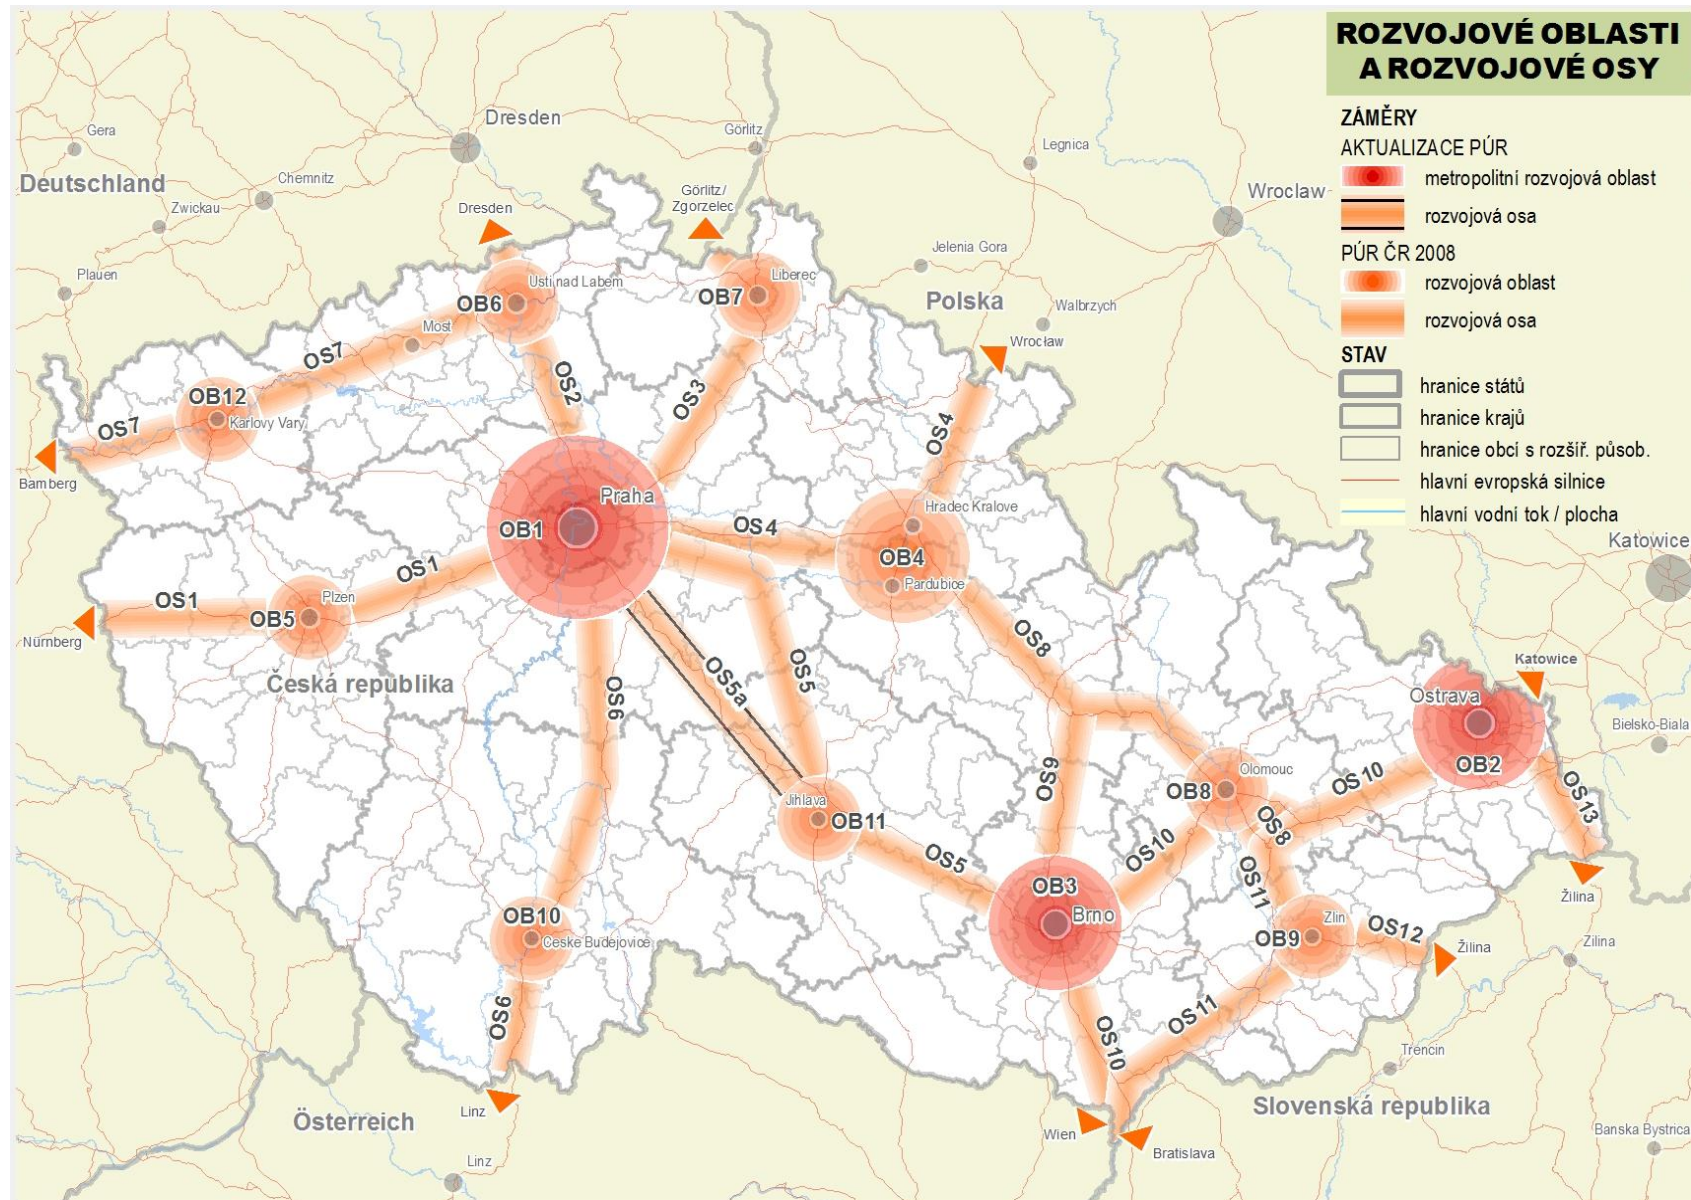 ROZVOJOVÉ OBLASTI
A ROZVOJOVÉ OSY
ZÁMĚRY
AKTUALIZACE PÚR
metropolitní rozvojová oblast
rozvojová osa
PÚR ČR 2008
rozvojová oblast
rozvojová osa
STAV
hranice států
hranice krajů
hranice obcí s rozšíř. působ.
hlavní evropská silnice
hlavní vodní tok / plocha
Dresden
Gera
Görlitz
Legnica
Deutschland
Chemnitz
Görlitz/
Zgorzelec
Wroclaw
Dresden
Zwickau
Jelenia Gora
Plauen
Liberec
Usti nad Labem
OB6
OB7
Polska
Walbrzych
Most
Wrocław
OS7
OS2
OS3
OB12
Karlovy Vary
OS7
OS4
Bamberg
Praha
OB1
OS4
Hradec Kralove
OB4
Pardubice
Katowice
OS1
OS1
Plzen
OB5
Nürnberg
OS8
Katowice
Česká republika
OS5a
OS5
OS6
Ostrava
Bielsko-Biala
OB2
OS9
Olomouc
OB8
OS10
OS13
Jihlava
OB11
OS8
OS10
OS5
OS11
OB3
Brno
Žilina
OB10
Ceske Budejovice
Zlin
OB9
OS12
Žilina
Zilina
OS6
OS11
OS10
Trencin
Linz
Österreich
Slovenská republika
Wien
Bratislava
Banska Bystrica
Linz